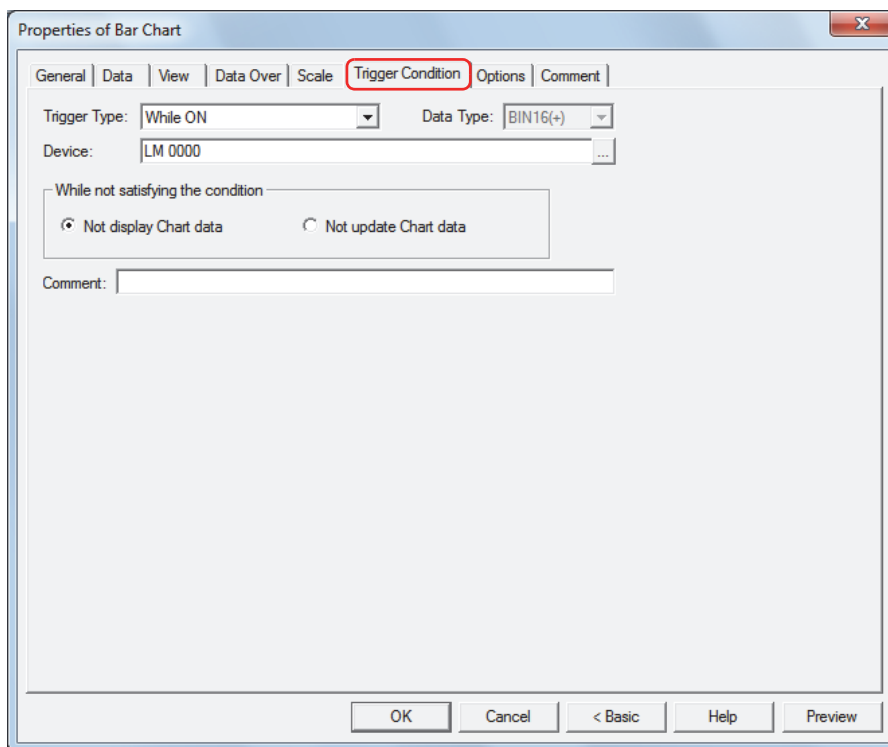 Properties of Bar Chart
General Data View Data Over Scale Trigger Condition Options Comment
Trigger Type: While ON Data Type: BIN16(+)
Device: LM 0000 ...
While not satisfying the condition
Not display Chart data Not update Chart data
Comment:
OK Cancel < Basic Help Preview